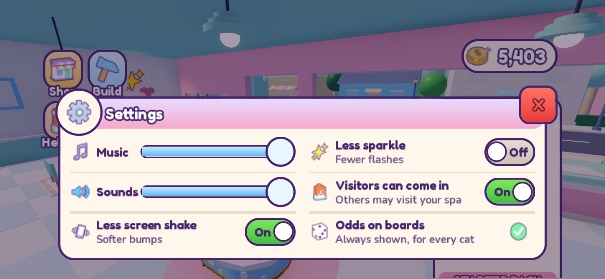 5,403
Build
Settings
Music
Sounds
Less screen shake
Softer bumps
On
Less sparkle
Fewer flashes
Off
Visitors can come in
Others may visit your spa
On
Odds on boards
Always shown, for every cat